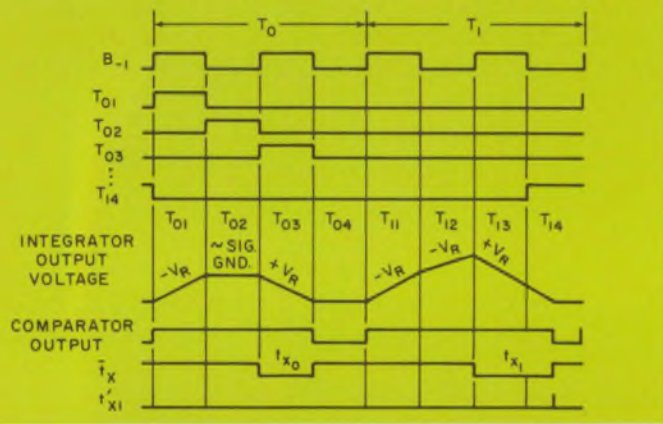 T0 T1
B-1
T01
T02
T03
⋮
T14
T01 T02 T03 T04 T11 T12 T13 T14
INTEGRATOR
OUTPUT
VOLTAGE
-VR
~SIG.
GND.
+VR
-VR
-VR
+VR
COMPARATOR
OUTPUT
t̄X
tX0
tX1
t'X1